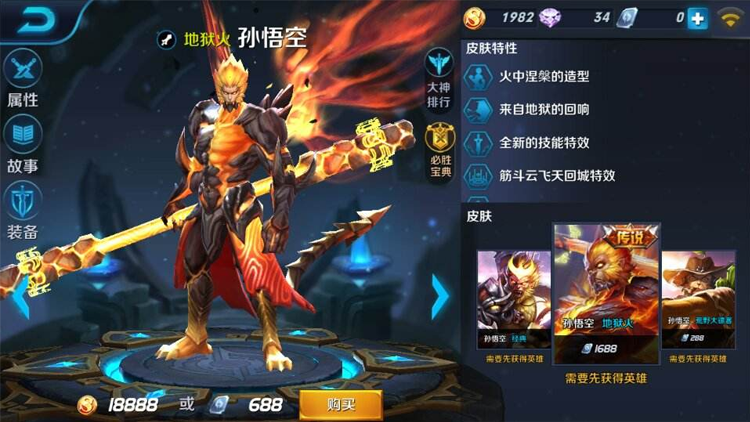 地狱火 孙悟空
属性
故事
装备
大神
排行
必胜
宝典
18888 或 688 购买
1982 34 0
皮肤特性
火中涅槃的造型
来自地狱的回响
全新的技能特效
筋斗云飞天回城特效
皮肤
传说
孙悟空 经典
需要先获得英雄
孙悟空 地狱火
1688
需要先获得英雄
孙悟空 荒野大镖客
288
需要先获得英雄